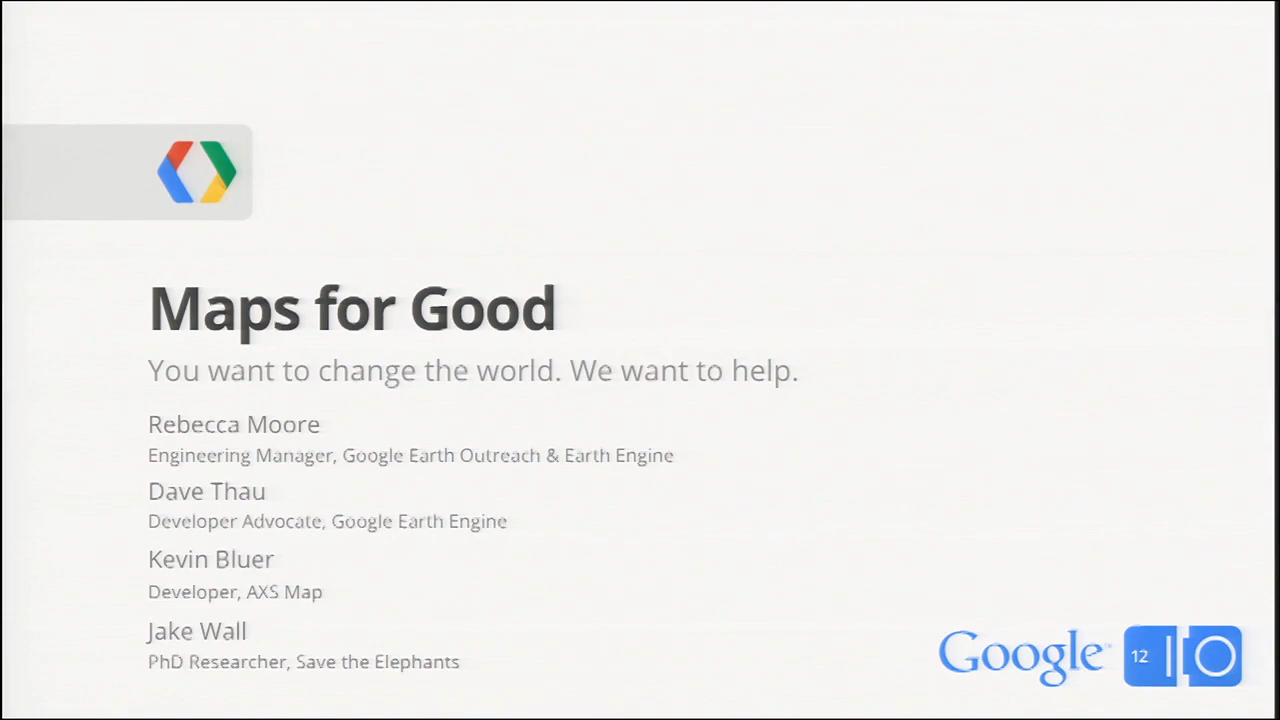 Maps for Good
You want to change the world. We want to help.
Rebecca Moore
Engineering Manager, Google Earth Outreach & Earth Engine
Dave Thau
Developer Advocate, Google Earth Engine
Kevin Bluer
Developer, AXS Map
Jake Wall
PhD Researcher, Save the Elephants
Google™ 12 IO